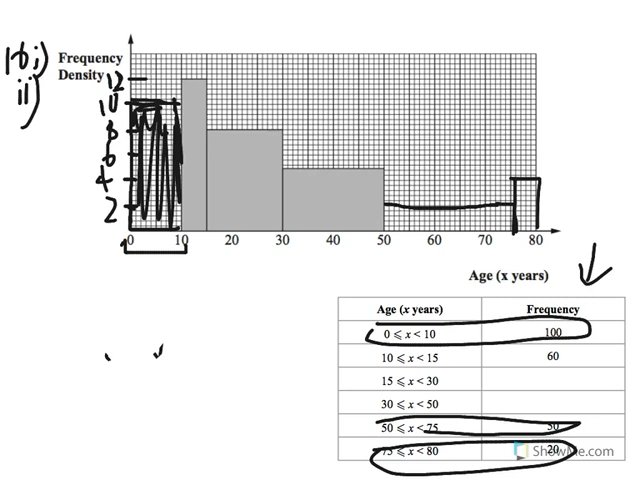 16 i)
ii)
Frequency
Density
12
10
8
6
4
2
0 10 20 30 40 50 60 70 80
Age (x years)
Age (x years) Frequency
0 ⩽ x < 10 100
10 ⩽ x < 15 60
15 ⩽ x < 30
30 ⩽ x < 50
50 ⩽ x < 75 50
75 ⩽ x < 80 20
ShowMe.com